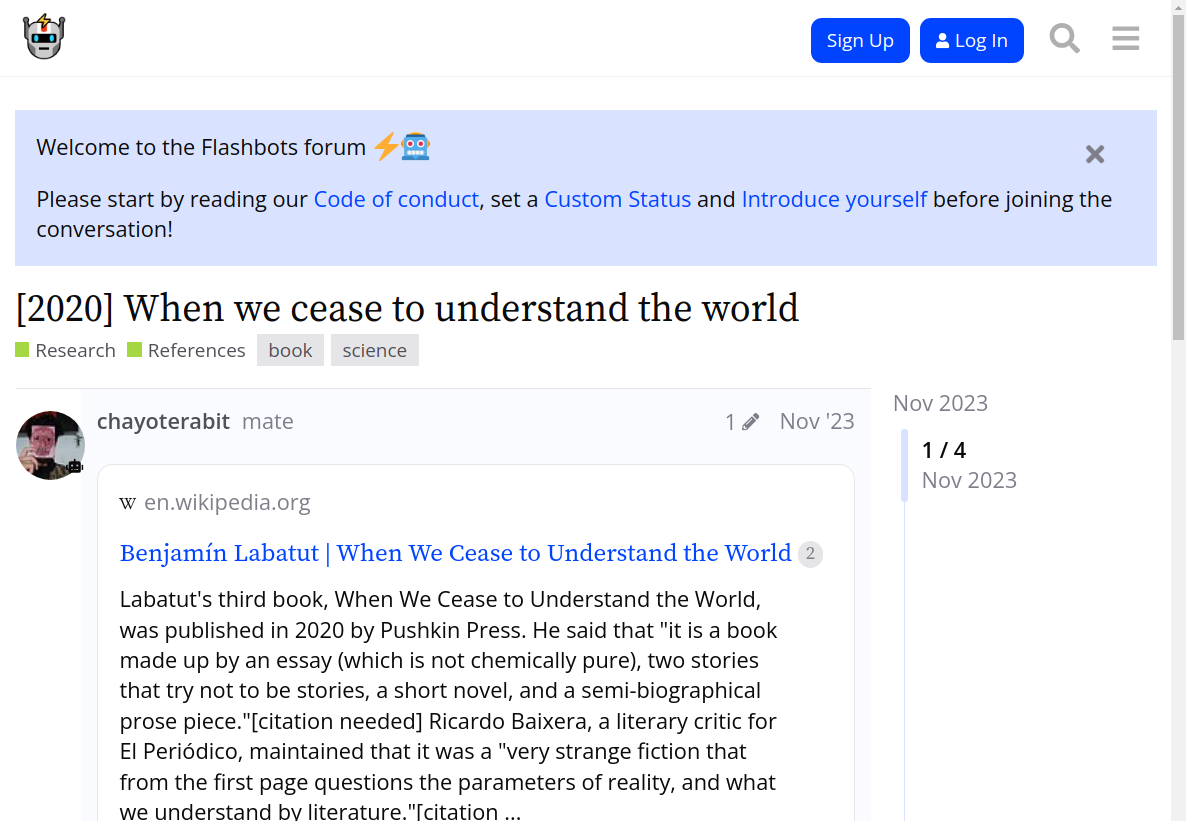 Sign Up
Log In
Welcome to the Flashbots forum
Please start by reading our Code of conduct, set a Custom Status and Introduce yourself before joining the
conversation!
[2020] When we cease to understand the world
Research References book science
chayoterabit mate 1 Nov '23
Nov 2023
1 / 4
Nov 2023
W en.wikipedia.org
Benjamín Labatut | When We Cease to Understand the World 2
Labatut's third book, When We Cease to Understand the World,
was published in 2020 by Pushkin Press. He said that "it is a book
made up by an essay (which is not chemically pure), two stories
that try not to be stories, a short novel, and a semi-biographical
prose piece."[citation needed] Ricardo Baixera, a literary critic for
El Periódico, maintained that it was a "very strange fiction that
from the first page questions the parameters of reality, and what
we understand by literature."[citation ...